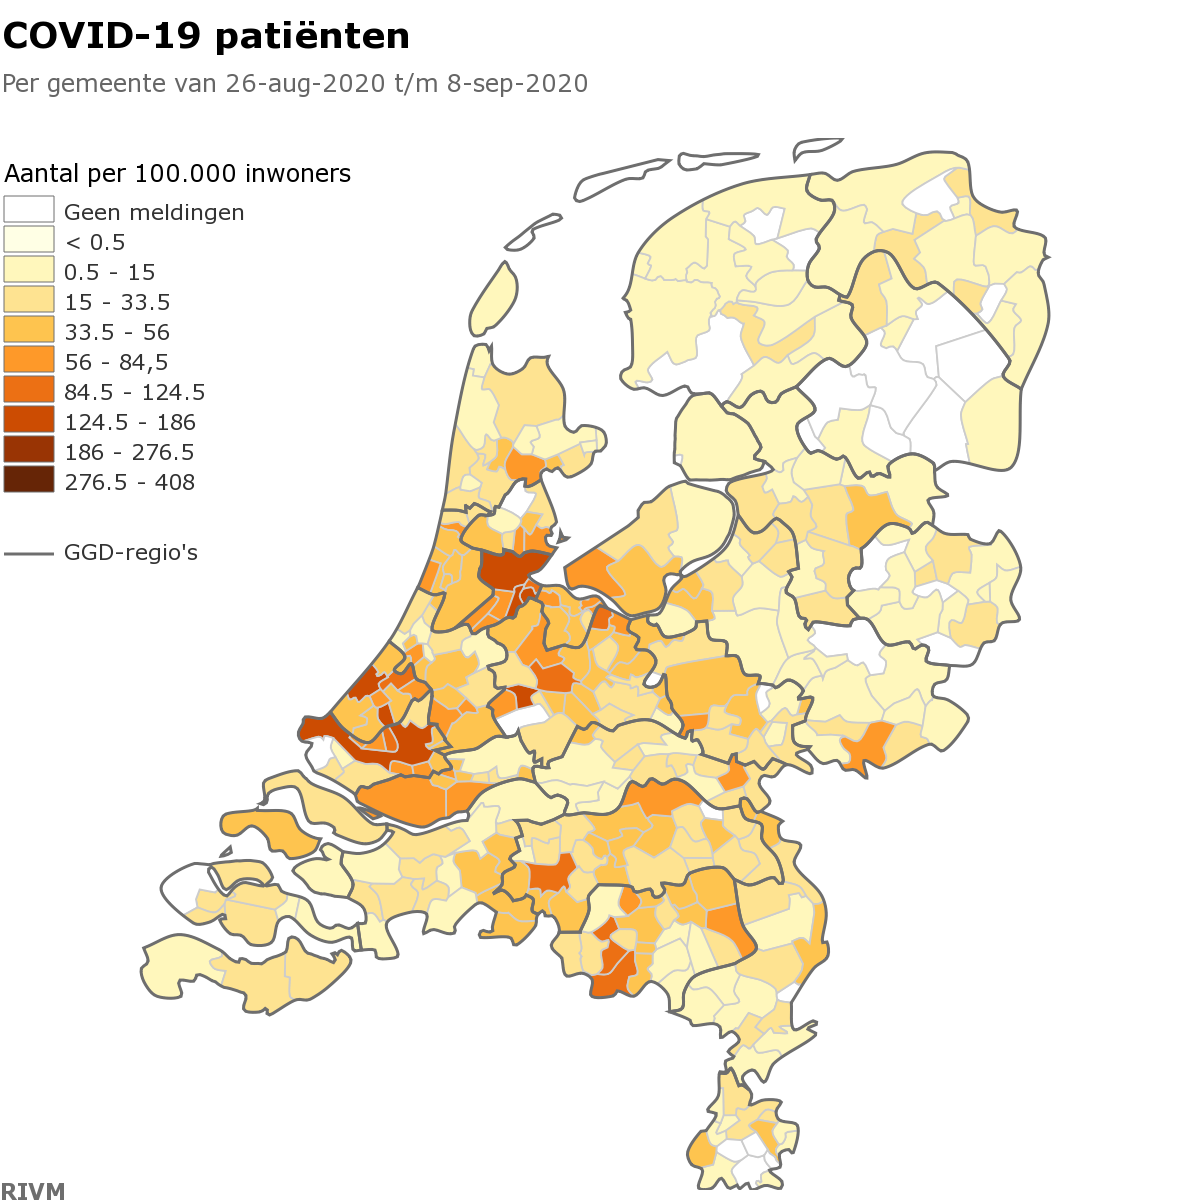 COVID-19 patiënten
Per gemeente van 26-aug-2020 t/m 8-sep-2020
Aantal per 100.000 inwoners
Geen meldingen
< 0.5
0.5 - 15
15 - 33.5
33.5 - 56
56 - 84,5
84.5 - 124.5
124.5 - 186
186 - 276.5
276.5 - 408
GGD-regio's
RIVM